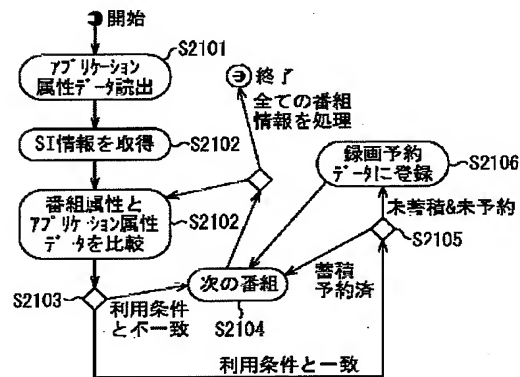 開始
S2101
アプリケーション
属性データ読出
終了
全ての番組
情報を処理
SI情報を取得
S2102
録画予約
データに登録
S2106
番組属性と
アプリケーション属性
データを比較
S2102
未蓄積&未予約
S2105
S2103
次の番組
蓄積
予約済
利用条件
と不一致
S2104
利用条件と一致